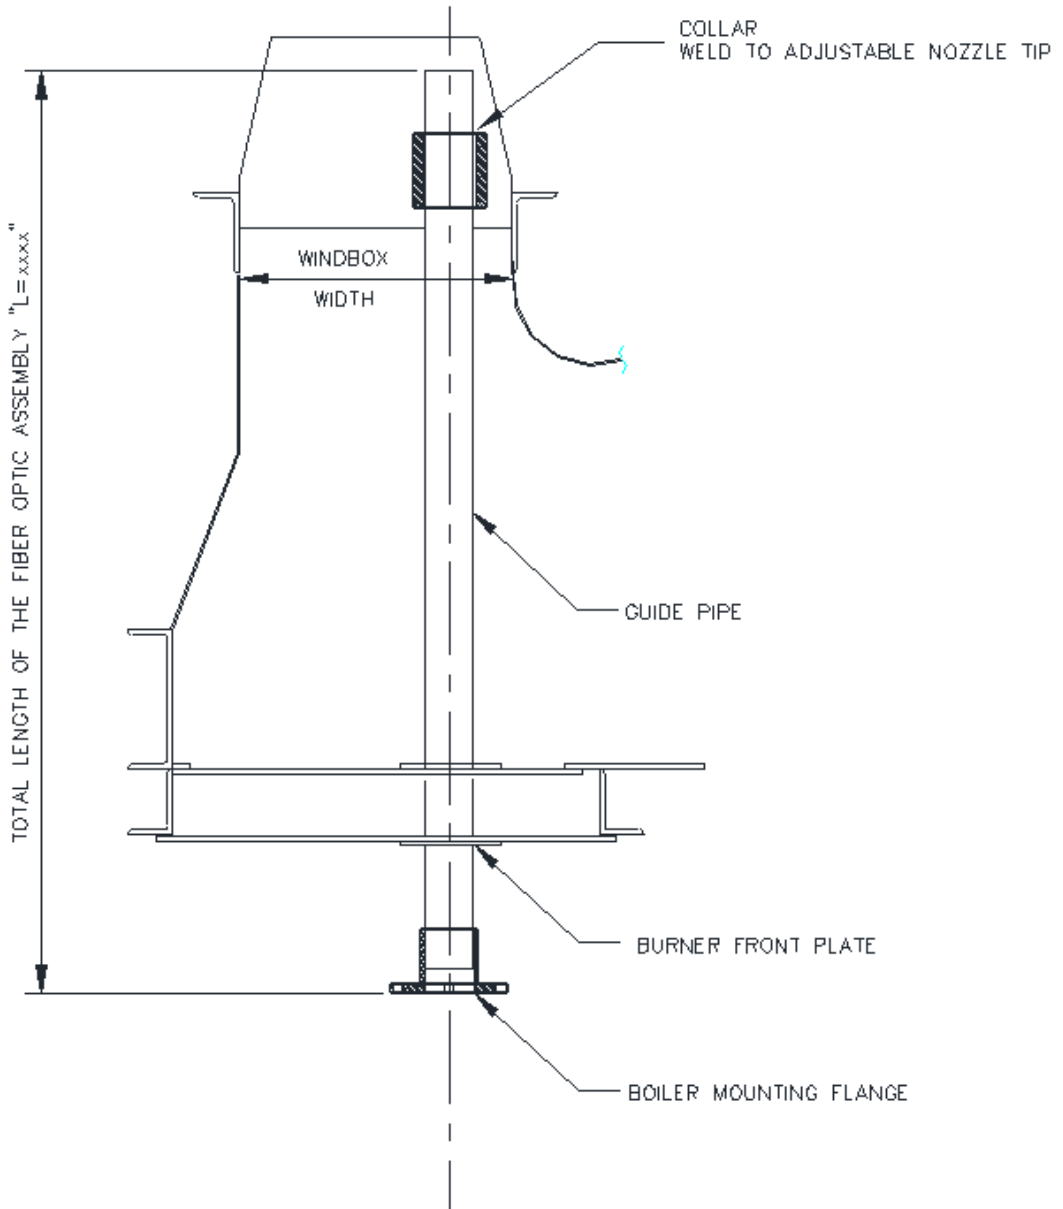 COLLAR
WELD TO ADJUSTABLE NOZZLE TIP
WINDBOX
WIDTH
TOTAL LENGTH OF THE FIBER OPTIC ASSEMBLY "L=xxxx"
GUIDE PIPE
BURNER FRONT PLATE
BOILER MOUNTING FLANGE